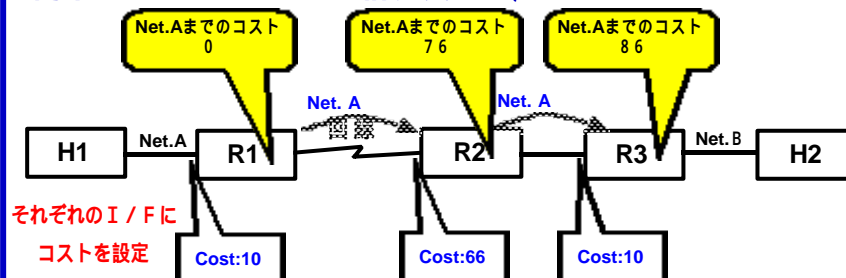 Net.Aまでのコスト
0
Net.Aまでのコスト
76
Net.Aまでのコスト
86
Net. A
Net. A
H1
Net.A
R1
R2
R3
Net.B
H2
それぞれのI/Fに
コストを設定
Cost:10
Cost:66
Cost:10